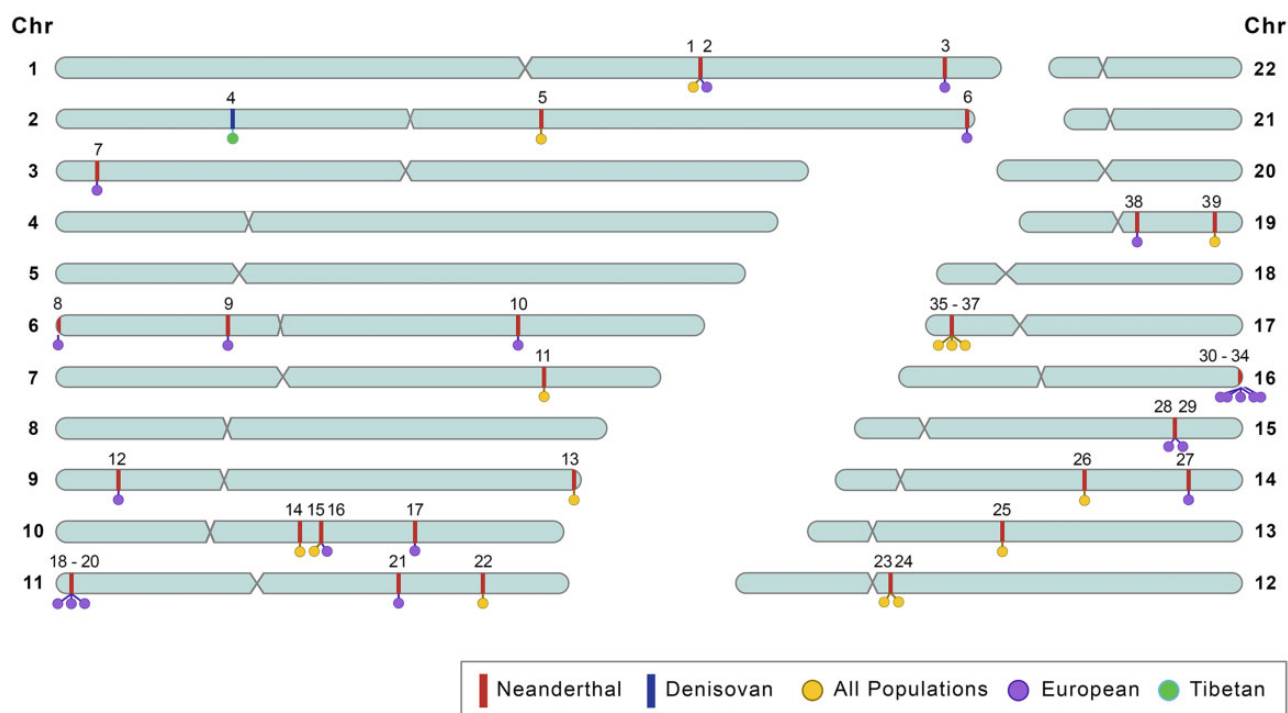 Chr Chr
1 2 3
1 22
4 5 6
2 21
7
3 20
38 39
4 19
5 18
8 9 10 35 - 37
6 17
11 30 - 34
7 16
28 29
8 15
12 13 26 27
9 14
14 15 16 17 25
10 13
18 - 20 21 22 23 24
11 12
Neanderthal Denisovan All Populations European Tibetan